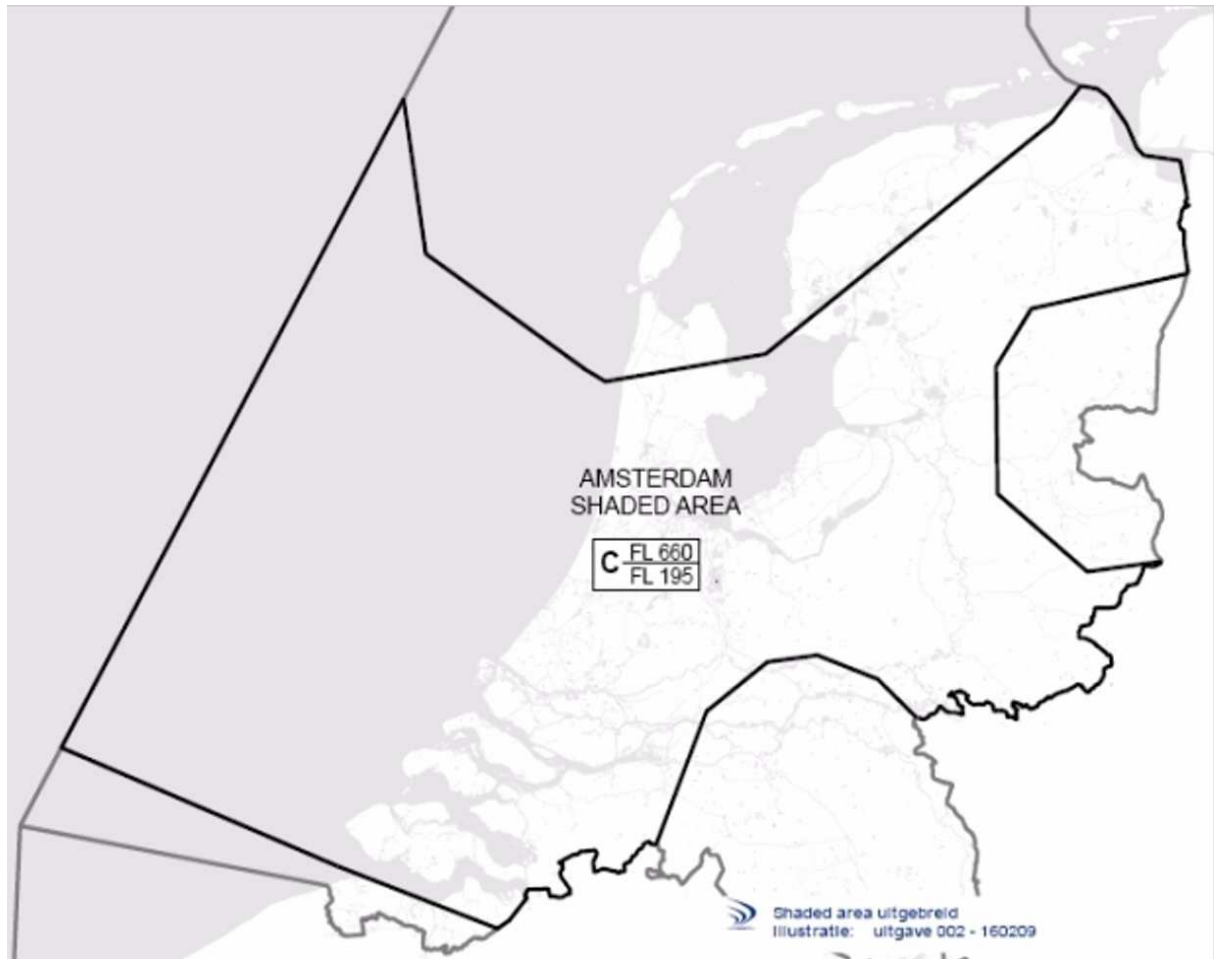 AMSTERDAM
SHADED AREA
C FL 660
FL 195
Shaded area uitgebreid
Illustratie: uitgave 002 - 160209